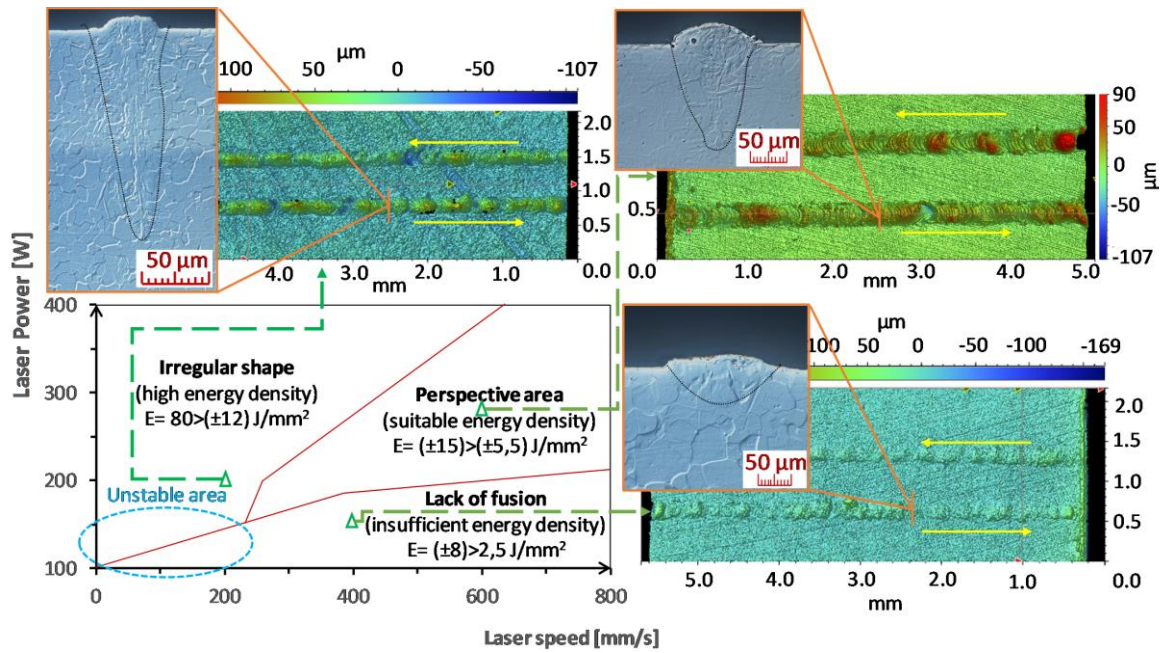 µm
100 50 0 -50 -107
50 µm
2.0
1.5
1.0
0.5
0.0
4.0 3.0 2.0 1.0
mm
50 µm
90
50
0
-50
-107
µm
0.5
0.0 1.0 2.0 3.0 4.0 5.0
mm
Laser Power [W]
400
300
200
100
0 200 400 600 800
Laser speed [mm/s]
Irregular shape
(high energy density)
E= 80>(±12) J/mm²
Perspective area
(suitable energy density)
E= (±15)>(±5,5) J/mm²
Unstable area
Lack of fusion
(insufficient energy density)
E= (±8)>2,5 J/mm²
µm
100 50 0 -50 -100 -169
50 µm
2.0
1.5
1.0
0.5
0.0
5.0 4.0 3.0 2.0 1.0
mm